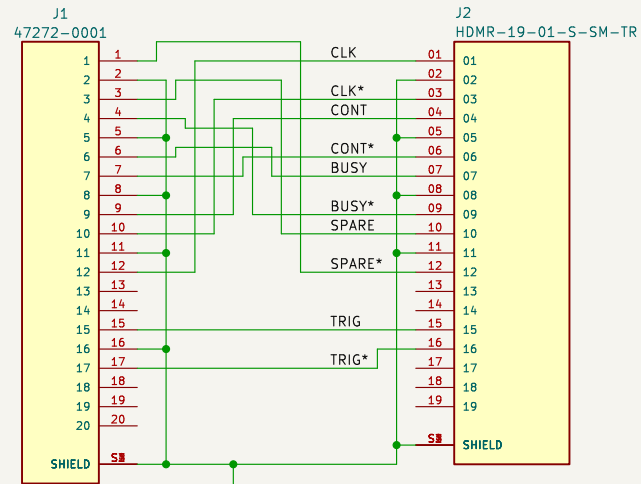 J1
47272-0001
J2
HDMR-19-01-S-SM-TR
1 1 CLK 01 01
2 2 02 02
3 3 CLK* 03 03
4 4 CONT 04 04
5 5 05 05
6 6 CONT* 06 06
7 7 BUSY 07 07
8 8 08 08
9 9 BUSY* 09 09
10 10 SPARE 10 10
11 11 11 11
12 12 SPARE* 12 12
13 13 13 13
14 14 14 14
15 15 TRIG 15 15
16 16 16 16
17 17 TRIG* 17 17
18 18 18 18
19 19 19 19
20 20
SHIELD
SHIELD